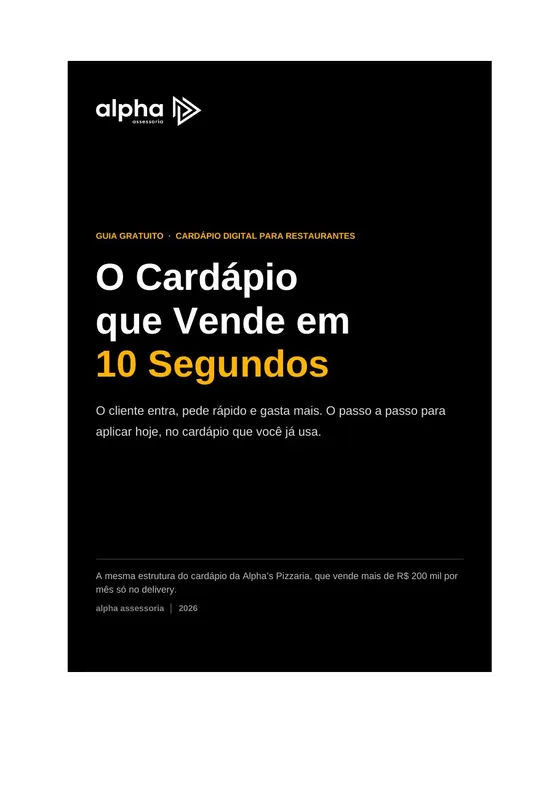 alpha
assessoria
GUIA GRATUITO · CARDÁPIO DIGITAL PARA RESTAURANTES
O Cardápio
que Vende em
10 Segundos
O cliente entra, pede rápido e gasta mais. O passo a passo para
aplicar hoje, no cardápio que você já usa.
A mesma estrutura do cardápio da Alpha's Pizzaria, que vende mais de R$ 200 mil por
mês só no delivery.
alpha assessoria | 2026